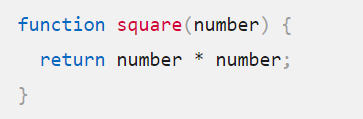 function square(number) {
  return number * number;
}